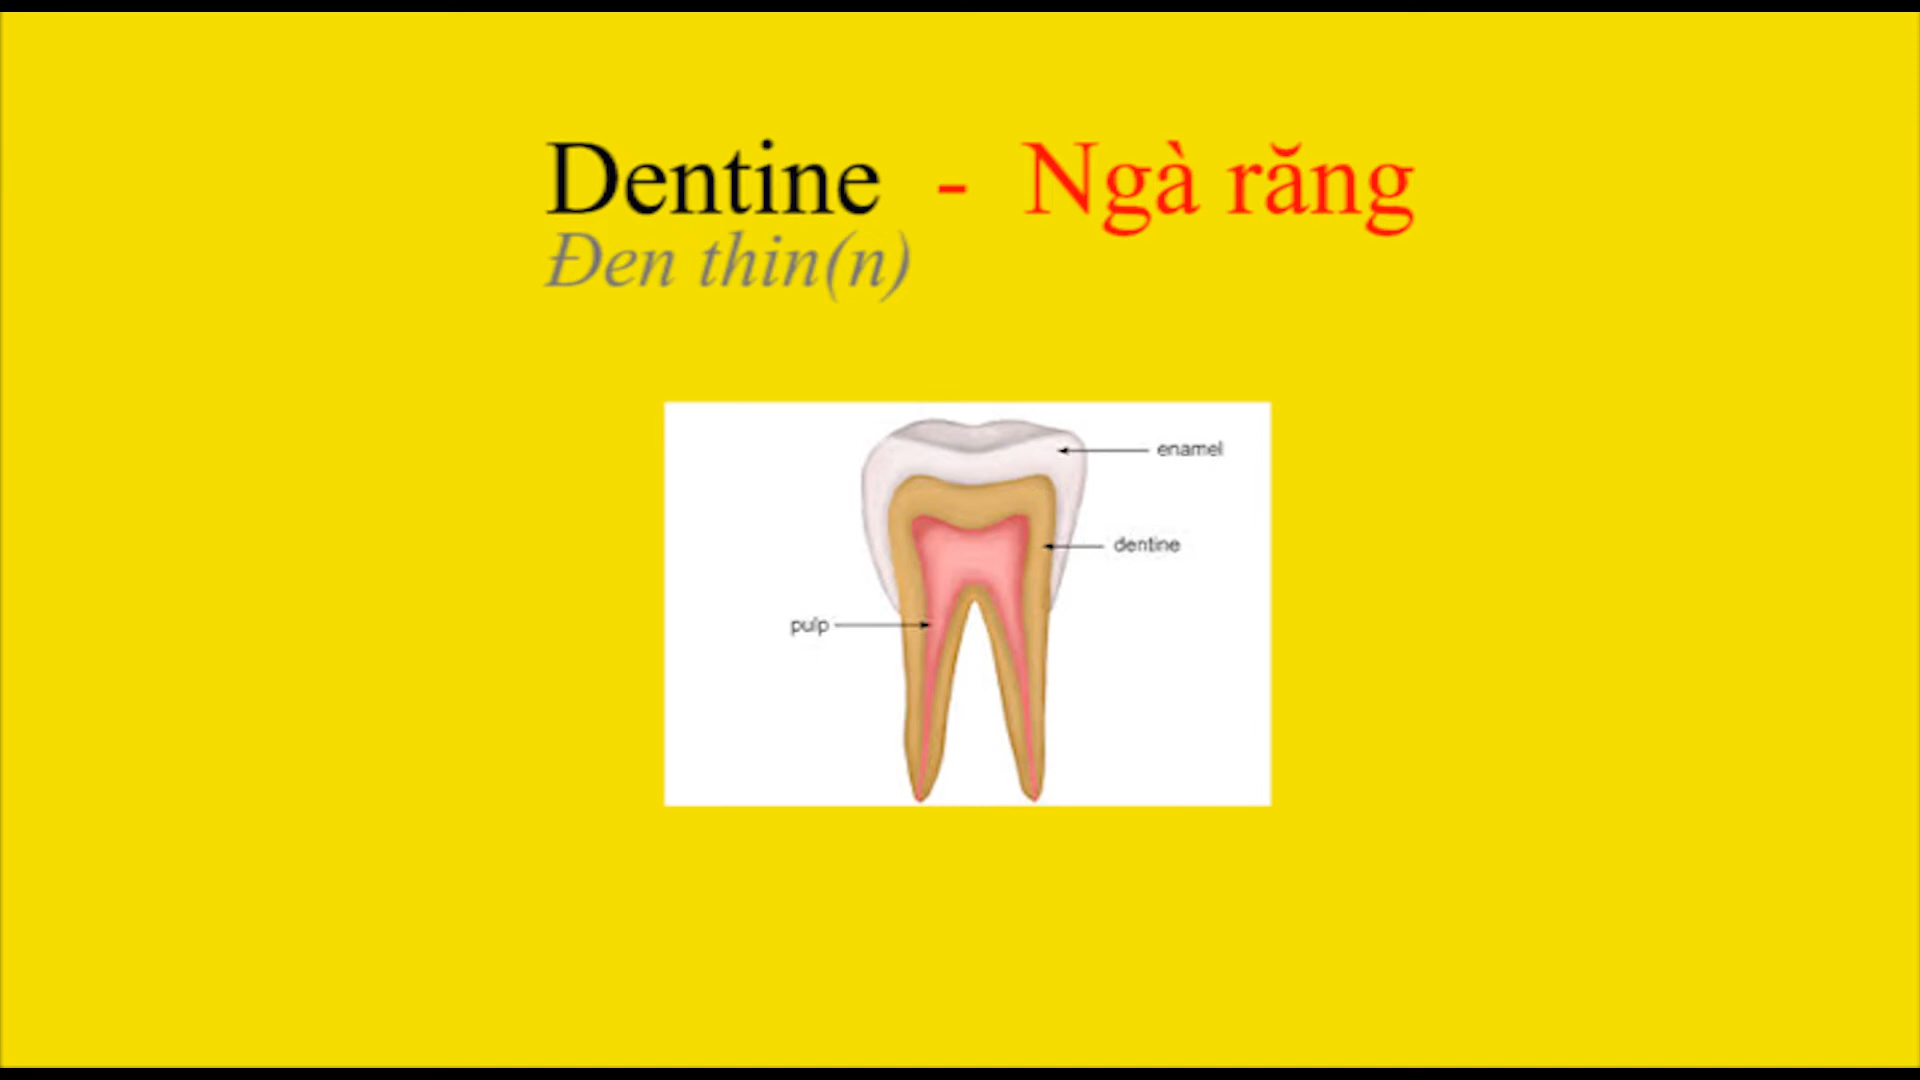 Dentine - Ngà răng
Đen thin(n)
enamel
dentine
pulp